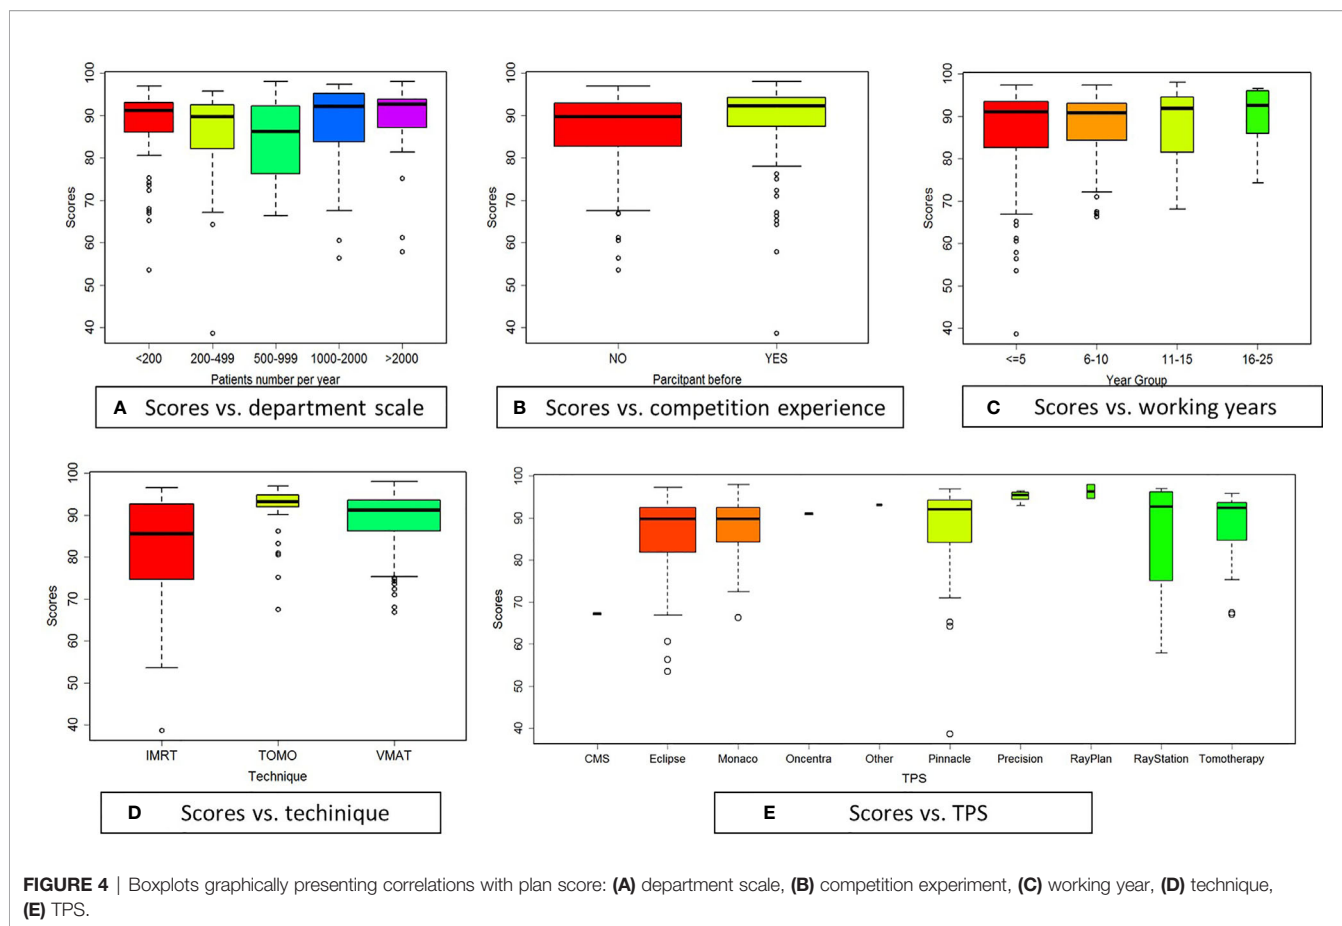 100
90
80
70
60
50
40
Scores
<200 200-499 500-999 1000-2000 >2000
Patients number per year
A Scores vs. department scale
100
90
80
70
60
50
40
Scores
NO YES
Parcitpant before
B Scores vs. competition experience
100
90
80
70
60
50
40
Scores
<=5 6-10 11-15 16-25
Year Group
C Scores vs. working years
100
90
80
70
60
50
40
Scores
IMRT TOMO VMAT
Technique
D Scores vs. techinique
100
90
80
70
60
50
40
Scores
CMS Eclipse Monaco Oncentra Other Pinnacle Precision RayPlan RayStation Tomotherapy
TPS
E Scores vs. TPS
FIGURE 4 | Boxplots graphically presenting correlations with plan score: (A) department scale, (B) competition experiment, (C) working year, (D) technique,
(E) TPS.